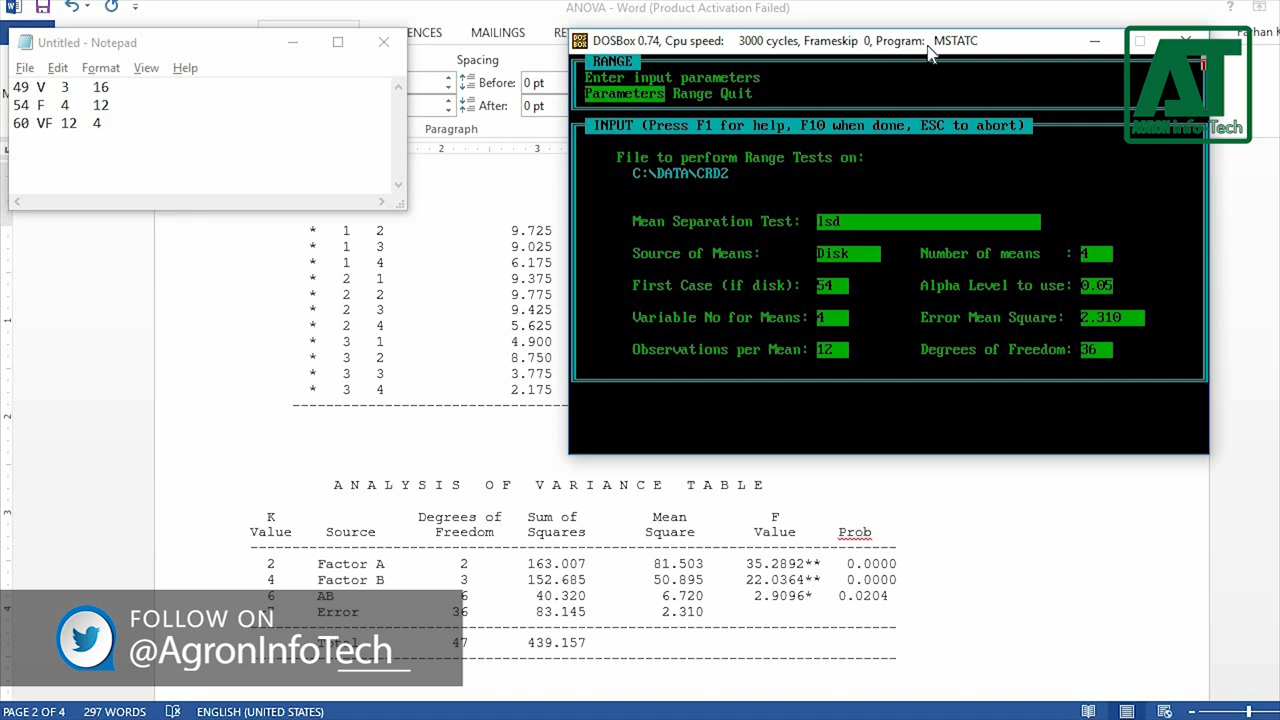 ANOVA - Word (Product Activation Failed)
ENCES MAILINGS RE
Farhan K
Spacing
Before: 0 pt
After: 0 pt
Paragraph
2 3
Untitled - Notepad
File Edit Format View Help
49 V 3 16
54 F 4 12
60 VF 12 4
DOSBox 0.74, Cpu speed: 3000 cycles, Frameskip 0, Program: MSTATC
RANGE
Enter input parameters
Parameters Range Quit
INPUT (Press F1 for help, F10 when done, ESC to abort)
File to perform Range Tests on:
C:\DATA\CRD2
Mean Separation Test: lsd
Source of Means: Disk Number of means : 4
First Case (if disk): 54 Alpha Level to use: 0.05
Variable No for Means: 4 Error Mean Square: 2.310
Observations per Mean: 12 Degrees of Freedom: 36
AT
AGRON Info Tech
* 1 2 9.725
* 1 3 9.025
* 1 4 6.175
* 2 1 9.375
* 2 2 9.775
* 2 3 9.425
* 2 4 5.625
* 3 1 4.900
* 3 2 8.750
* 3 3 3.775
* 3 4 2.175
A N A L Y S I S O F V A R I A N C E T A B L E
K Degrees of Sum of Mean F
Value Source Freedom Squares Square Value Prob
2 Factor A 2 163.007 81.503 35.2892** 0.0000
4 Factor B 3 152.685 50.895 22.0364** 0.0000
6 AB 6 40.320 6.720 2.9096* 0.0204
7 Error 36 83.145 2.310
Total 47 439.157
FOLLOW ON
@AgronInfoTech
PAGE 2 OF 4 297 WORDS ENGLISH (UNITED STATES)